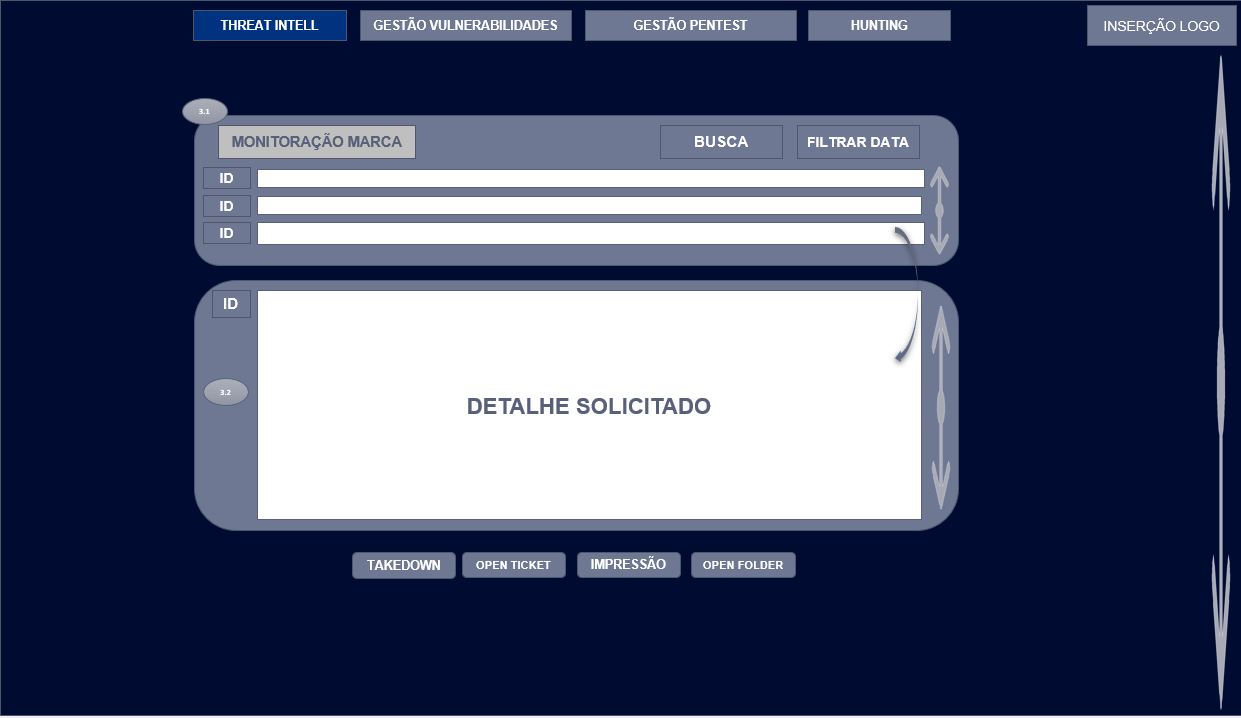 THREAT INTELL
GESTÃO VULNERABILIDADES
GESTÃO PENTEST
HUNTING
INSERÇÃO LOGO
3.1
MONITORAÇÃO MARCA
BUSCA
FILTRAR DATA
ID
ID
ID
ID
3.2
DETALHE SOLICITADO
TAKEDOWN
OPEN TICKET
IMPRESSÃO
OPEN FOLDER